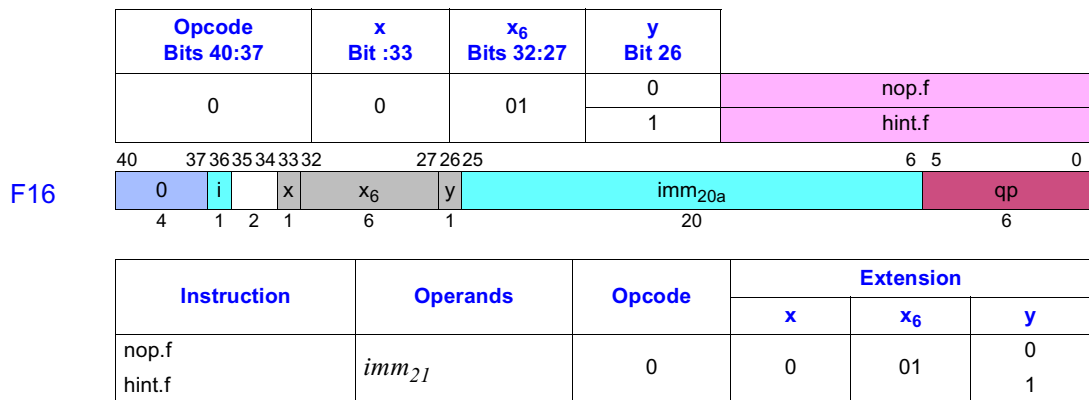 Opcode x x6 y
Bits 40:37 Bit :33 Bits 32:27 Bit 26
0 0 01 0 nop.f
1 hint.f
40 37 36 35 34 33 32 27 26 25 6 5 0
F16 0 i x x6 y imm20a qp
4 1 2 1 6 1 20 6
Instruction Operands Opcode Extension
x x6 y
nop.f imm21 0 0 01 0
hint.f 1